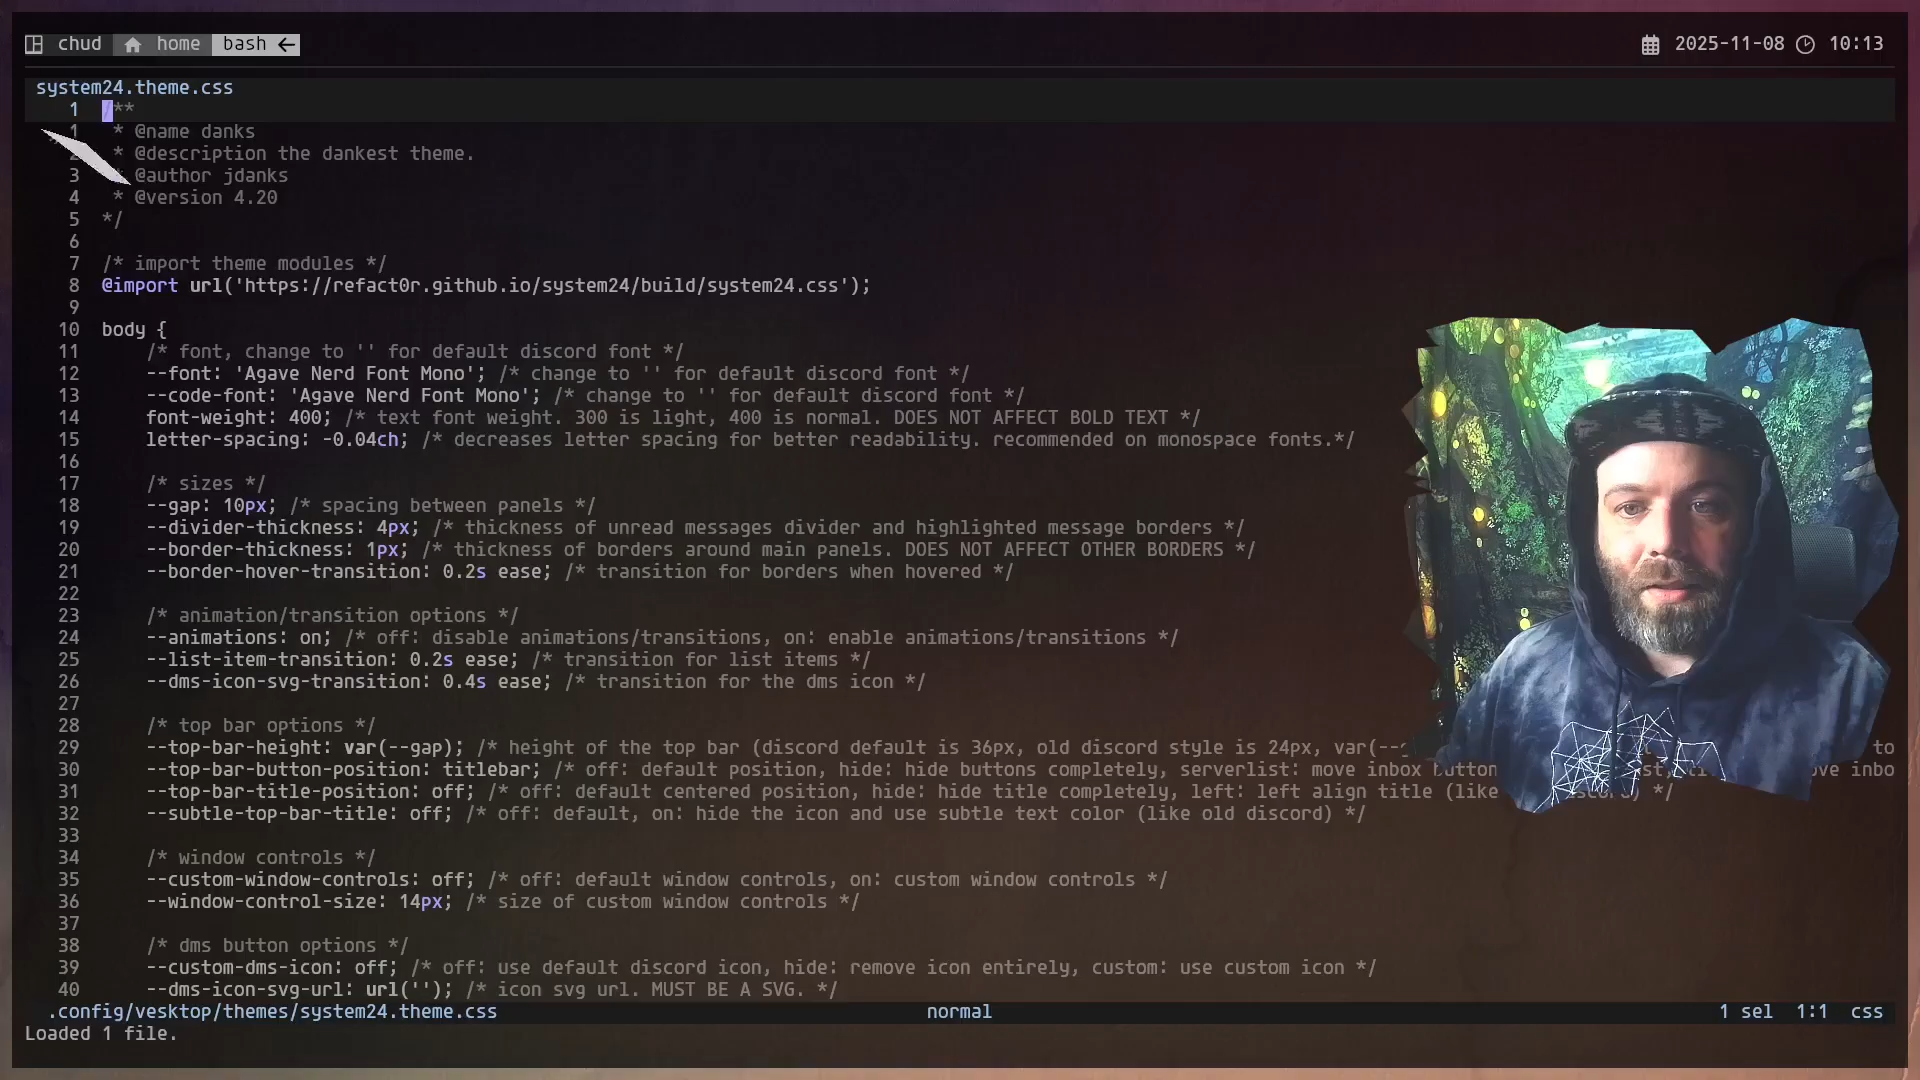 chud home bash ← 2025-11-08 10:13
system24.theme.css
1 /**
1 * @name danks
2 * @description the dankest theme.
3 * @author jdanks
4 * @version 4.20
5 */
6
7 /* import theme modules */
8 @import url('https://refact0r.github.io/system24/build/system24.css');
9
10 body {
11 /* font, change to '' for default discord font */
12 --font: 'Agave Nerd Font Mono'; /* change to '' for default discord font */
13 --code-font: 'Agave Nerd Font Mono'; /* change to '' for default discord font */
14 font-weight: 400; /* text font weight. 300 is light, 400 is normal. DOES NOT AFFECT BOLD TEXT */
15 letter-spacing: -0.04ch; /* decreases letter spacing for better readability. recommended on monospace fonts.*/
16
17 /* sizes */
18 --gap: 10px; /* spacing between panels */
19 --divider-thickness: 4px; /* thickness of unread messages divider and highlighted message borders */
20 --border-thickness: 1px; /* thickness of borders around main panels. DOES NOT AFFECT OTHER BORDERS */
21 --border-hover-transition: 0.2s ease; /* transition for borders when hovered */
22
23 /* animation/transition options */
24 --animations: on; /* off: disable animations/transitions, on: enable animations/transitions */
25 --list-item-transition: 0.2s ease; /* transition for list items */
26 --dms-icon-svg-transition: 0.4s ease; /* transition for the dms icon */
27
28 /* top bar options */
29 --top-bar-height: var(--gap); /* height of the top bar (discord default is 36px, old discord style is 24px, var(-- to
30 --top-bar-button-position: titlebar; /* off: default position, hide: hide buttons completely, serverlist: move inbox button inbo
31 --top-bar-title-position: off; /* off: default centered position, hide: hide title completely, left: left align title (like */
32 --subtle-top-bar-title: off; /* off: default, on: hide the icon and use subtle text color (like old discord) */
33
34 /* window controls */
35 --custom-window-controls: off; /* off: default window controls, on: custom window controls */
36 --window-control-size: 14px; /* size of custom window controls */
37
38 /* dms button options */
39 --custom-dms-icon: off; /* off: use default discord icon, hide: remove icon entirely, custom: use custom icon */
40 --dms-icon-svg-url: url(''); /* icon svg url. MUST BE A SVG. */
.config/vesktop/themes/system24.theme.css normal 1 sel 1:1 css
Loaded 1 file.